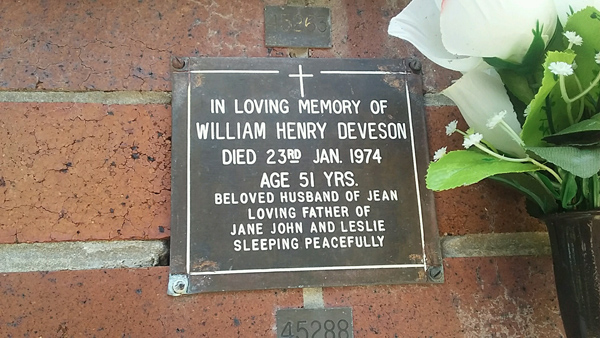 IN LOVING MEMORY OF
WILLIAM HENRY DEVESON
DIED 23RD JAN. 1974
AGE 51 YRS.
BELOVED HUSBAND OF JEAN
LOVING FATHER OF
JANE JOHN AND LESLIE
SLEEPING PEACEFULLY
45288